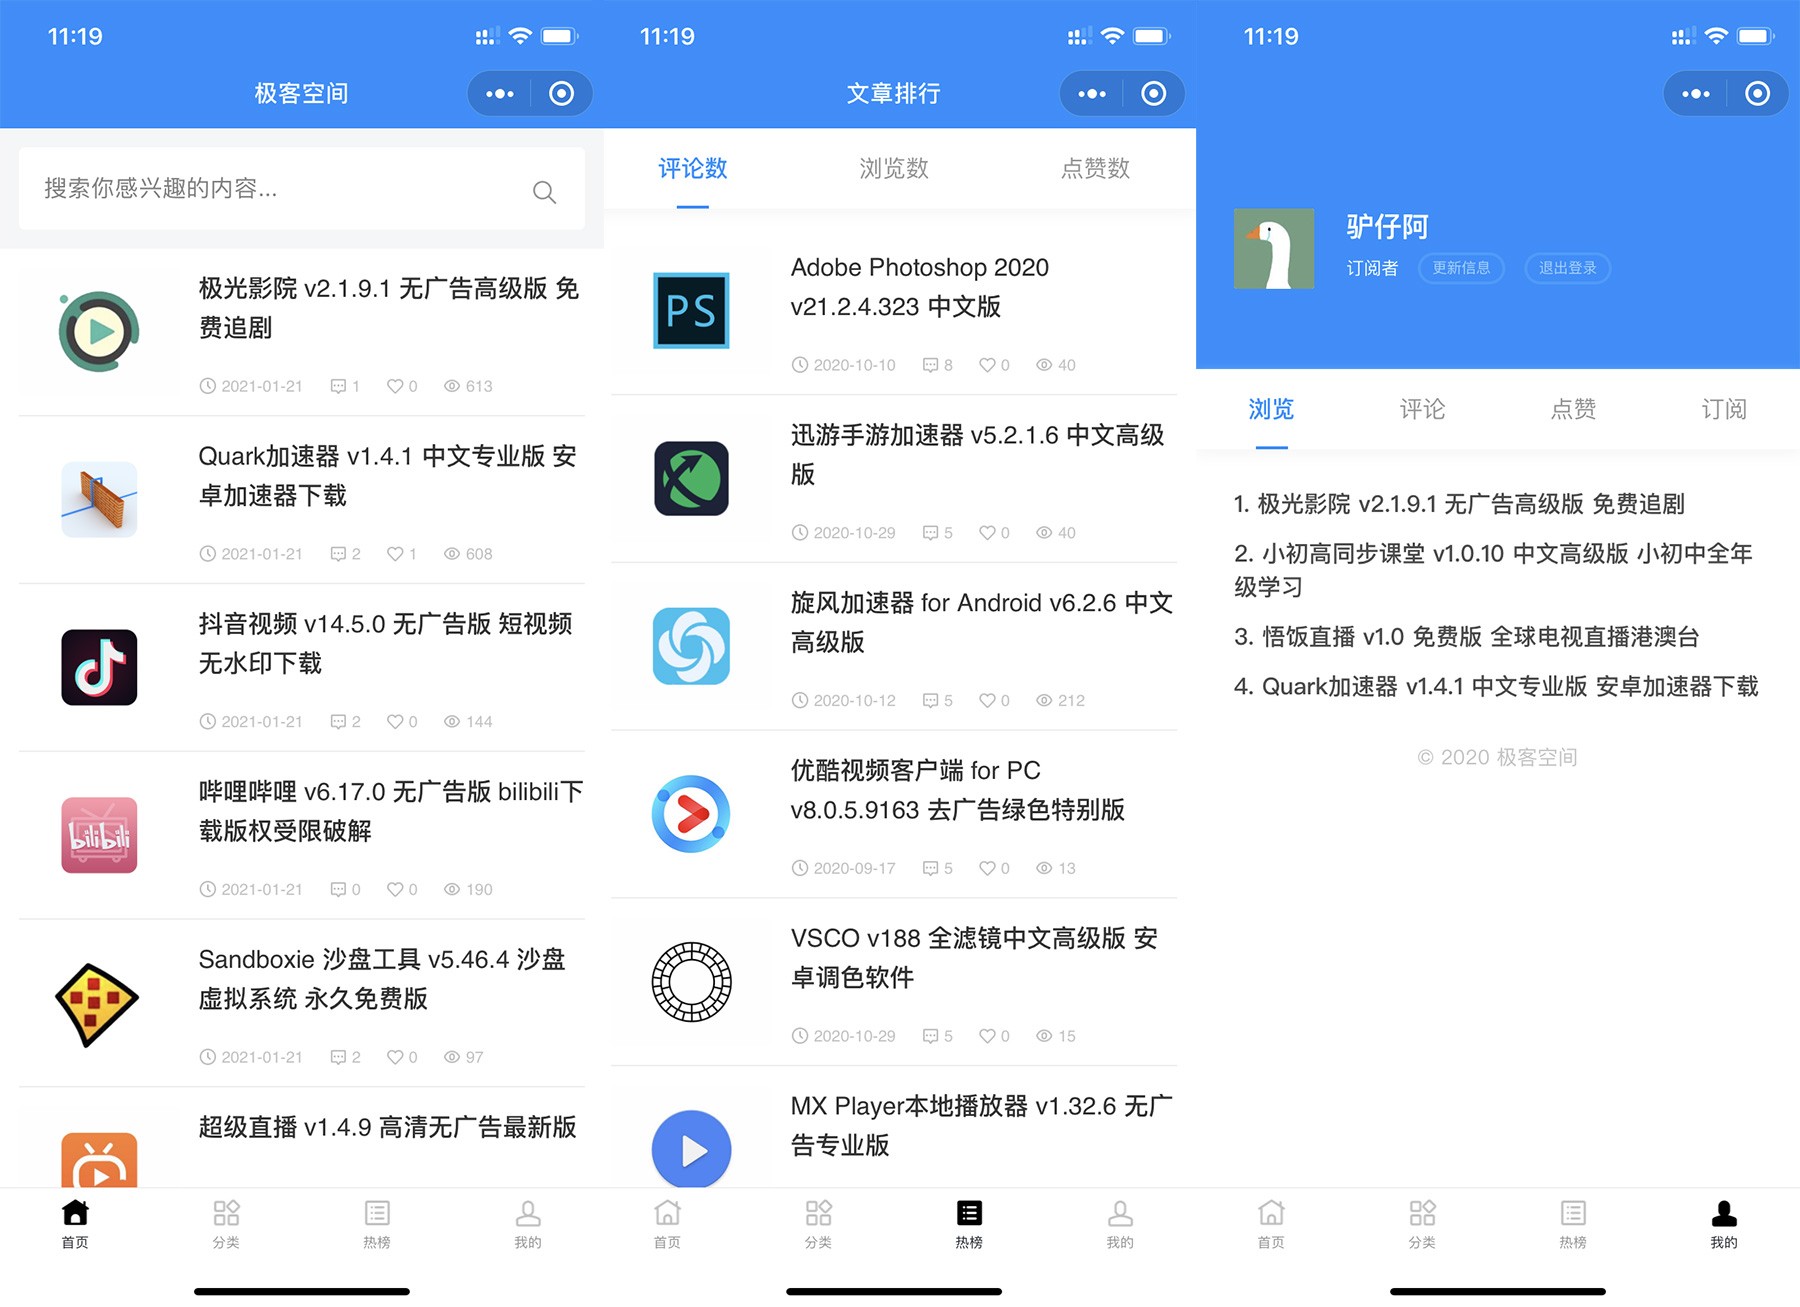 11:19
极客空间
搜索你感兴趣的内容...
极光影院 v2.1.9.1 无广告高级版 免
费追剧
2021-01-21 1 0 613
Quark加速器 v1.4.1 中文专业版 安
卓加速器下载
2021-01-21 2 1 608
抖音视频 v14.5.0 无广告版 短视频
无水印下载
2021-01-21 2 0 144
bilibili
哔哩哔哩 v6.17.0 无广告版 bilibili下
载版权受限破解
2021-01-21 0 0 190
Sandboxie 沙盘工具 v5.46.4 沙盘
虚拟系统 永久免费版
2021-01-21 2 0 97
超级直播 v1.4.9 高清无广告最新版
首页 分类 热榜 我的
11:19
文章排行
评论数 浏览数 点赞数
PS
Adobe Photoshop 2020
v21.2.4.323 中文版
2020-10-10 8 0 40
迅游手游加速器 v5.2.1.6 中文高级
版
2020-10-29 5 0 40
旋风加速器 for Android v6.2.6 中文
高级版
2020-10-12 5 0 212
优酷视频客户端 for PC
v8.0.5.9163 去广告绿色特别版
2020-09-17 5 0 13
VSCO v188 全滤镜中文高级版 安
卓调色软件
2020-10-29 5 0 15
MX Player本地播放器 v1.32.6 无广
告专业版
首页 分类 热榜 我的
11:19
驴仔阿
订阅者 更新信息 退出登录
浏览 评论 点赞 订阅
1. 极光影院 v2.1.9.1 无广告高级版 免费追剧
2. 小初高同步课堂 v1.0.10 中文高级版 小初中全年
级学习
3. 悟饭直播 v1.0 免费版 全球电视直播港澳台
4. Quark加速器 v1.4.1 中文专业版 安卓加速器下载
© 2020 极客空间
首页 分类 热榜 我的